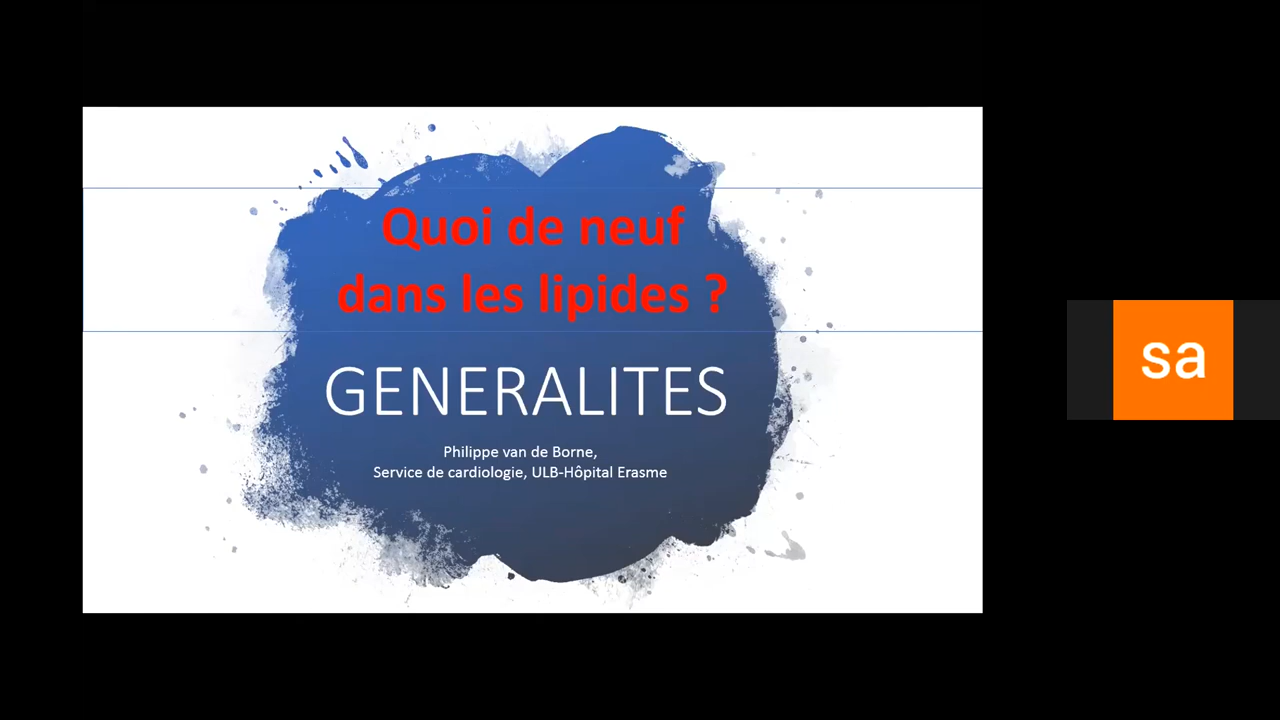 Quoi de neuf
dans les lipides ?
GENERALITES
Philippe van de Borne,
Service de cardiologie, ULB-Hôpital Erasme
sa